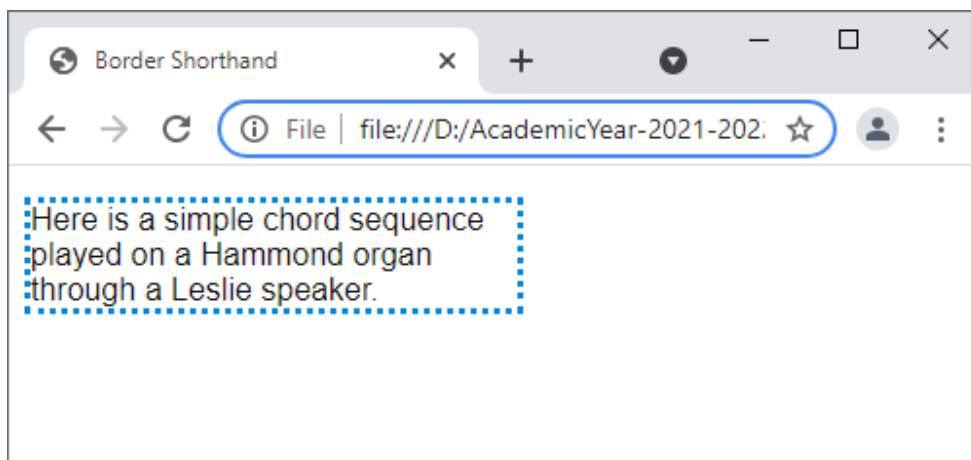 Border Shorthand
File file:///D:/AcademicYear-2021-202
Here is a simple chord sequence
played on a Hammond organ
through a Leslie speaker.